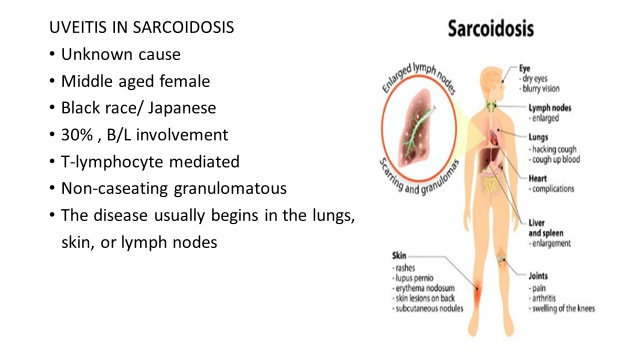 UVEITIS IN SARCOIDOSIS
• Unknown cause
• Middle aged female
• Black race/ Japanese
• 30% , B/L involvement
• T-lymphocyte mediated
• Non-caseating granulomatous
• The disease usually begins in the lungs,
skin, or lymph nodes
Sarcoidosis
Enlarged lymph nodes
Scarring and granulomas
Eye
- dry eyes
- blurry vision
Lymph nodes
- enlarged
Lungs
- hacking cough
- cough up blood
Heart
- complications
Liver
and spleen
- enlargement
Skin
- rashes
- lupus pernio
- erythema nodosum
- skin lesions on back
- subcutaneous nodules
Joints
- pain
- arthritis
- swelling of the knees